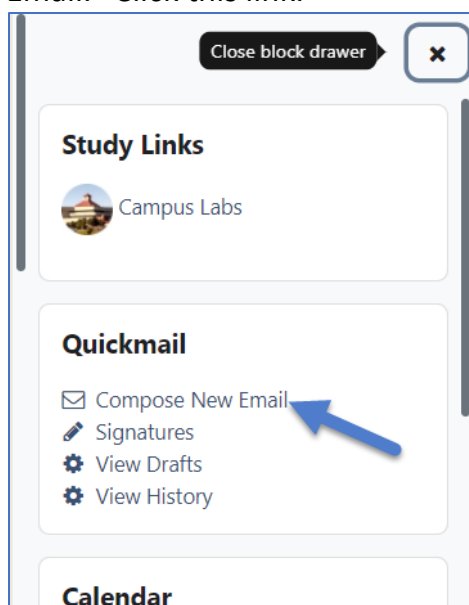 Email. Click this link.
Close block drawer
Study Links
Campus Labs
Quickmail
Compose New Email
Signatures
View Drafts
View History
Calendar